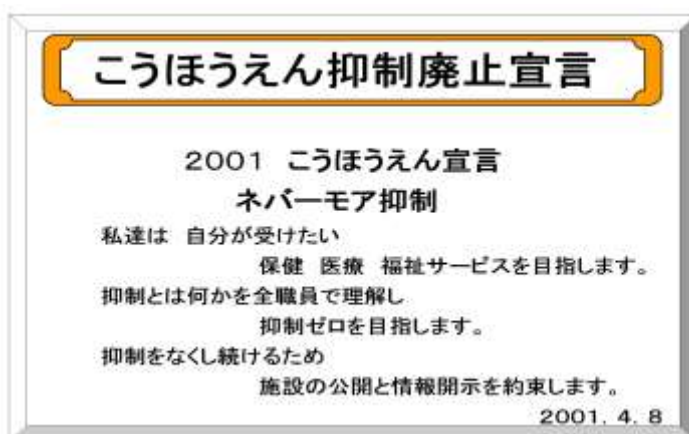 こうほうえん抑制廃止宣言
2001　こうほうえん宣言
ネバーモア抑制
私達は　自分が受けたい
保健　医療　福祉サービスを目指します。
抑制とは何かを全職員で理解し
抑制ゼロを目指します。
抑制をなくし続けるため
施設の公開と情報開示を約束します。
2001．4．8